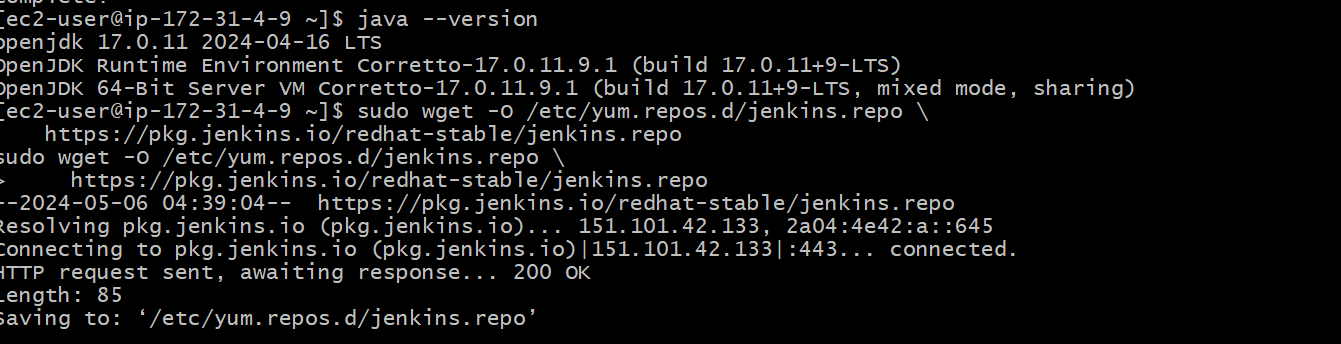 complete!
[ec2-user@ip-172-31-4-9 ~]$ java --version
openjdk 17.0.11 2024-04-16 LTS
OpenJDK Runtime Environment Corretto-17.0.11.9.1 (build 17.0.11+9-LTS)
OpenJDK 64-Bit Server VM Corretto-17.0.11.9.1 (build 17.0.11+9-LTS, mixed mode, sharing)
[ec2-user@ip-172-31-4-9 ~]$ sudo wget -O /etc/yum.repos.d/jenkins.repo \
    https://pkg.jenkins.io/redhat-stable/jenkins.repo
sudo wget -O /etc/yum.repos.d/jenkins.repo \
>     https://pkg.jenkins.io/redhat-stable/jenkins.repo
--2024-05-06 04:39:04--  https://pkg.jenkins.io/redhat-stable/jenkins.repo
Resolving pkg.jenkins.io (pkg.jenkins.io)... 151.101.42.133, 2a04:4e42:a::645
Connecting to pkg.jenkins.io (pkg.jenkins.io)|151.101.42.133|:443... connected.
HTTP request sent, awaiting response... 200 OK
Length: 85
Saving to: ‘/etc/yum.repos.d/jenkins.repo’